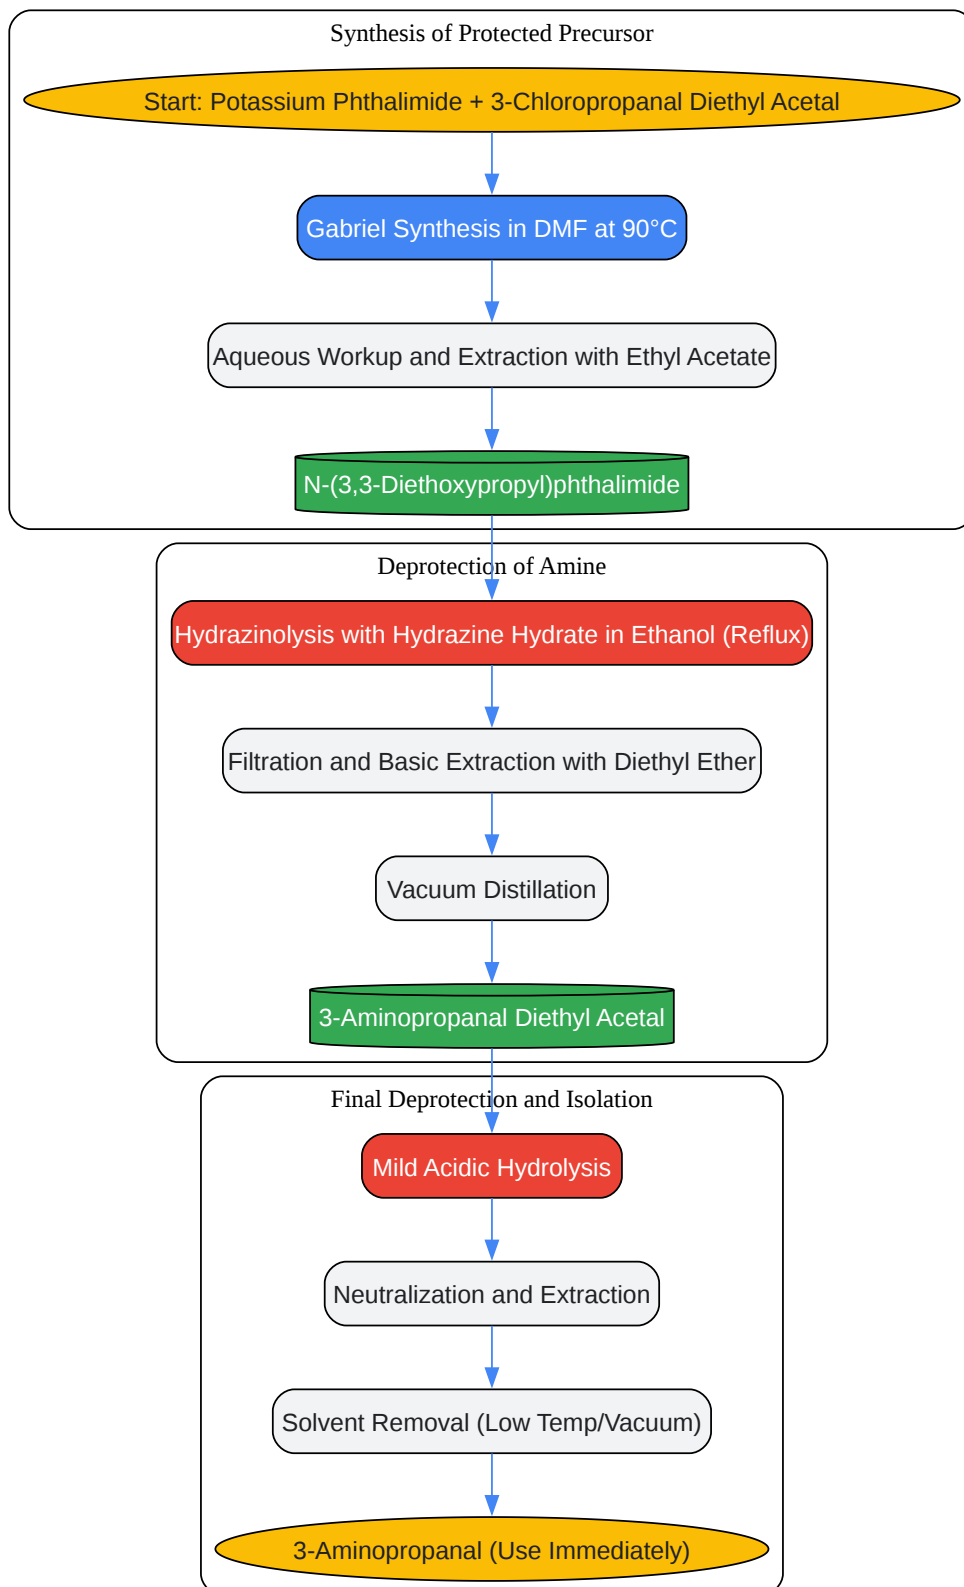 Synthesis of Protected Precursor
Start: Potassium Phthalimide + 3-Chloropropanal Diethyl Acetal
Gabriel Synthesis in DMF at 90°C
Aqueous Workup and Extraction with Ethyl Acetate
N-(3,3-Diethoxypropyl)phthalimide
Deprotection of Amine
Hydrazinolysis with Hydrazine Hydrate in Ethanol (Reflux)
Filtration and Basic Extraction with Diethyl Ether
Vacuum Distillation
3-Aminopropanal Diethyl Acetal
Final Deprotection and Isolation
Mild Acidic Hydrolysis
Neutralization and Extraction
Solvent Removal (Low Temp/Vacuum)
3-Aminopropanal (Use Immediately)